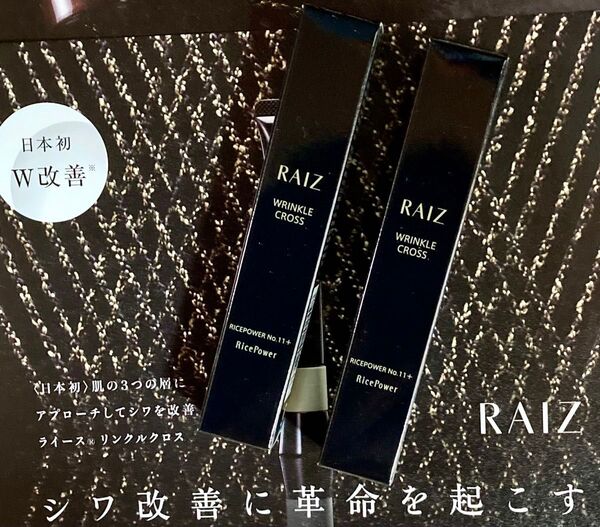 日本初
W改善※
RAIZ
WRINKLE
CROSS
RICEPOWER No.11+
RicePower
RAIZ
WRINKLE
CROSS
RICEPOWER No.11+
RicePower
〈日本初〉肌の3つの層に
アプローチしてシワを改善
ライース® リンクルクロス
RAIZ
シワ改善に革命を起こす